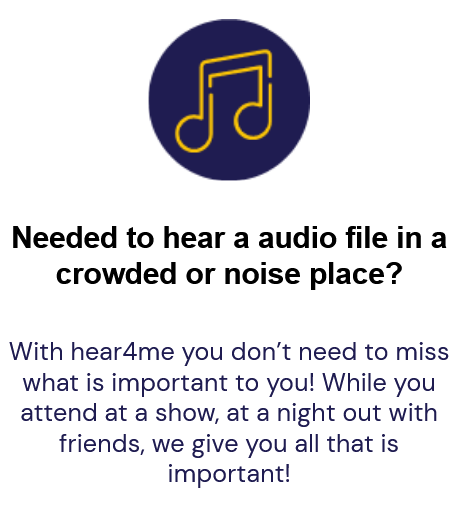 Needed to hear a audio file in a
crowded or noise place?
With hear4me you don’t need to miss
what is important to you! While you
attend at a show, at a night out with
friends, we give you all that is
important!